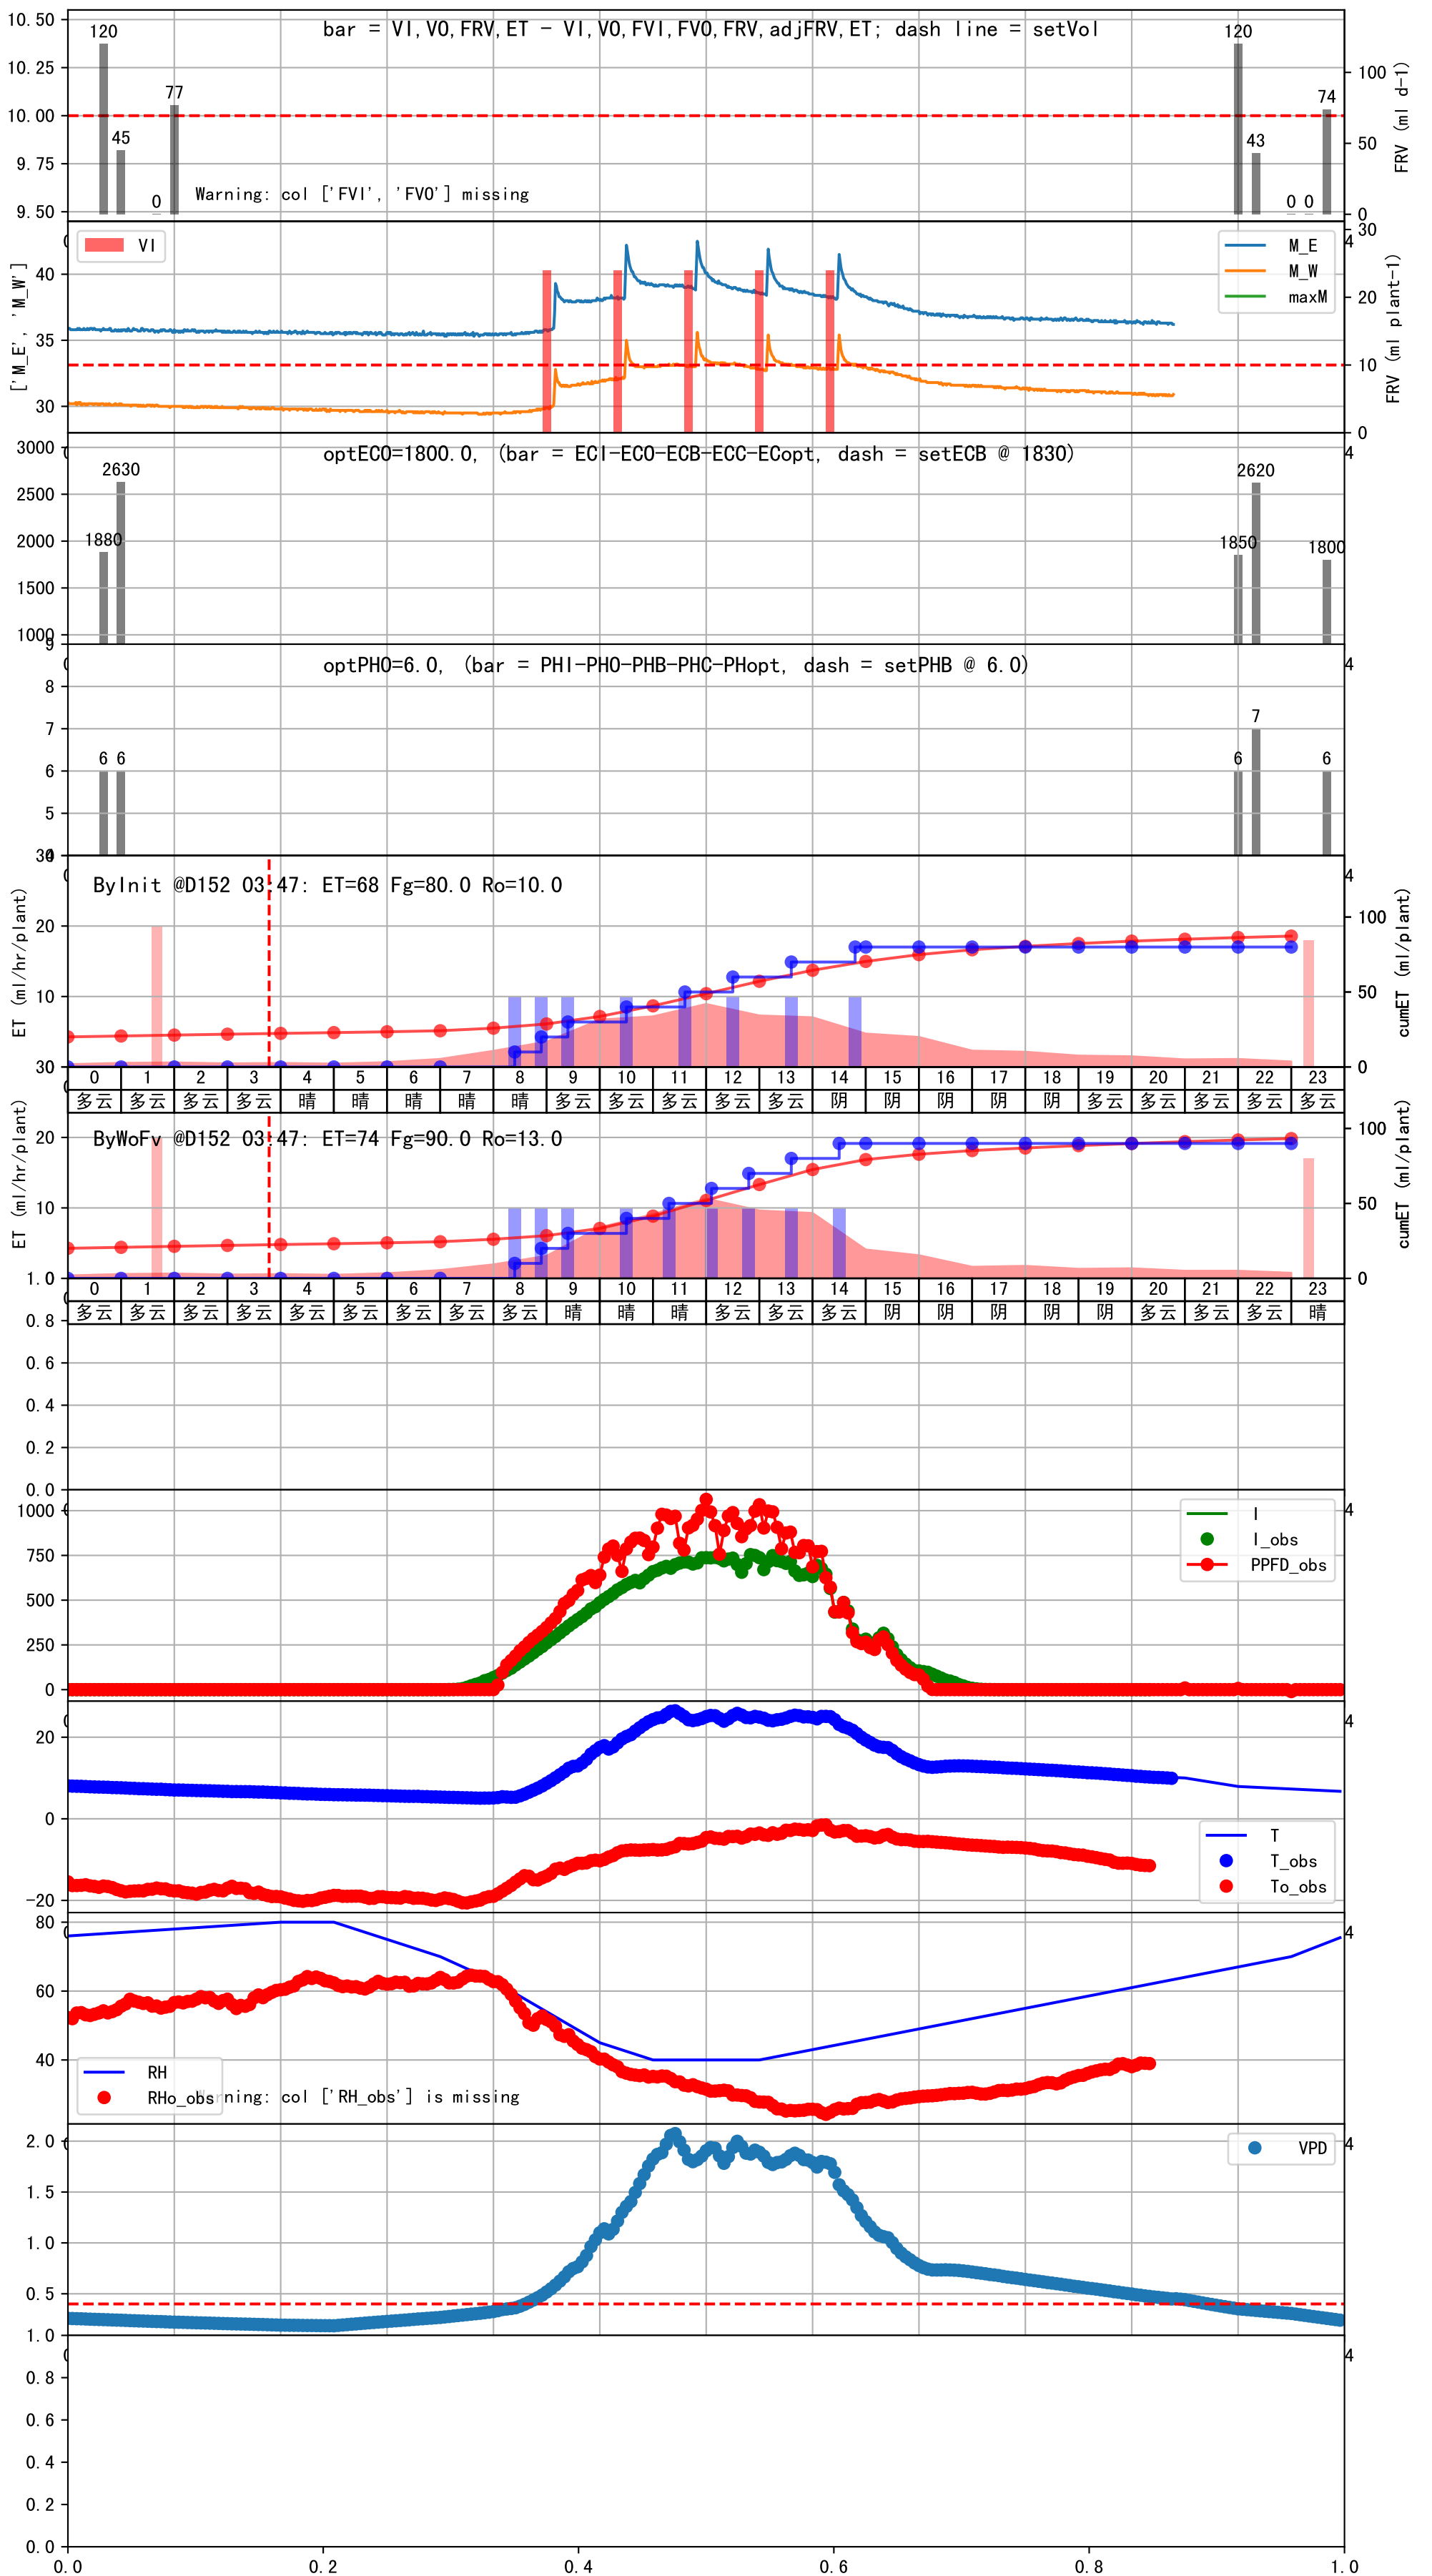 bar = VI,VO,FRV,ET - VI,VO,FVI,FVO,FRV,adjFRV,ET; dash line = setVol
10.50
10.25
10.00
9.75
9.50
120
45
0
77
120
43
0 0
74
100
50
0
FRV (ml d-1)
Warning: col ['FVI', 'FVO'] missing
['M_E', 'M_W']
40
35
30
VI
M_E
M_W
maxM
4
30
20
10
0
FRV (ml plant-1)
optECO=1800.0, (bar = ECI-ECO-ECB-ECC-ECopt, dash = setECB @ 1830)
3000
2500
2000
1500
1000
1880
2630
1850
2620
1800
4
optPHO=6.0, (bar = PHI-PHO-PHB-PHC-PHopt, dash = setPHB @ 6.0)
9
8
7
6
5
4
6 6
6
7
6
4
ByInit @D152 03:47: ET=68 Fg=80.0 Ro=10.0
ET (ml/hr/plant)
30
20
10
4
100
50
0
cumET (ml/plant)
0 1 2 3 4 5 6 7 8 9 10 11 12 13 14 15 16 17 18 19 20 21 22 23
多云 多云 多云 多云 晴 晴 晴 晴 晴 多云 多云 多云 多云 多云 阴 阴 阴 阴 阴 多云 多云 多云 多云 多云
ByWoFv @D152 03:47: ET=74 Fg=90.0 Ro=13.0
ET (ml/hr/plant)
30
20
10
100
50
0
cumET (ml/plant)
0 1 2 3 4 5 6 7 8 9 10 11 12 13 14 15 16 17 18 19 20 21 22 23
多云 多云 多云 多云 多云 多云 多云 多云 多云 晴 晴 晴 多云 多云 多云 阴 阴 阴 阴 阴 多云 多云 多云 晴
1.0
0.8
0.6
0.4
0.2
0.0
1000
750
500
250
0
I
I_obs
PPFD_obs
4
20
0
-20
T
T_obs
To_obs
4
80
60
40
RH
RHo_obs
rning: col ['RH_obs'] is missing
4
2.0
1.5
1.0
0.5
VPD
4
1.0
0.8
0.6
0.4
0.2
0.0
4
0.0 0.2 0.4 0.6 0.8 1.0